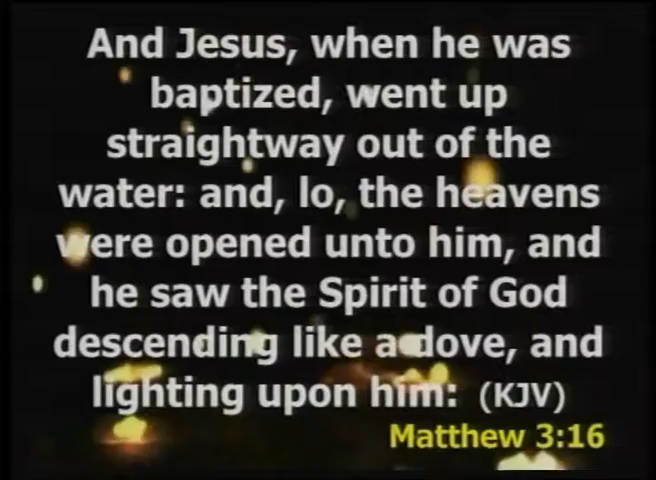 And Jesus, when he was
baptized, went up
straightway out of the
water: and, lo, the heavens
were opened unto him, and
he saw the Spirit of God
descending like a dove, and
lighting upon him: (KJV)
Matthew 3:16